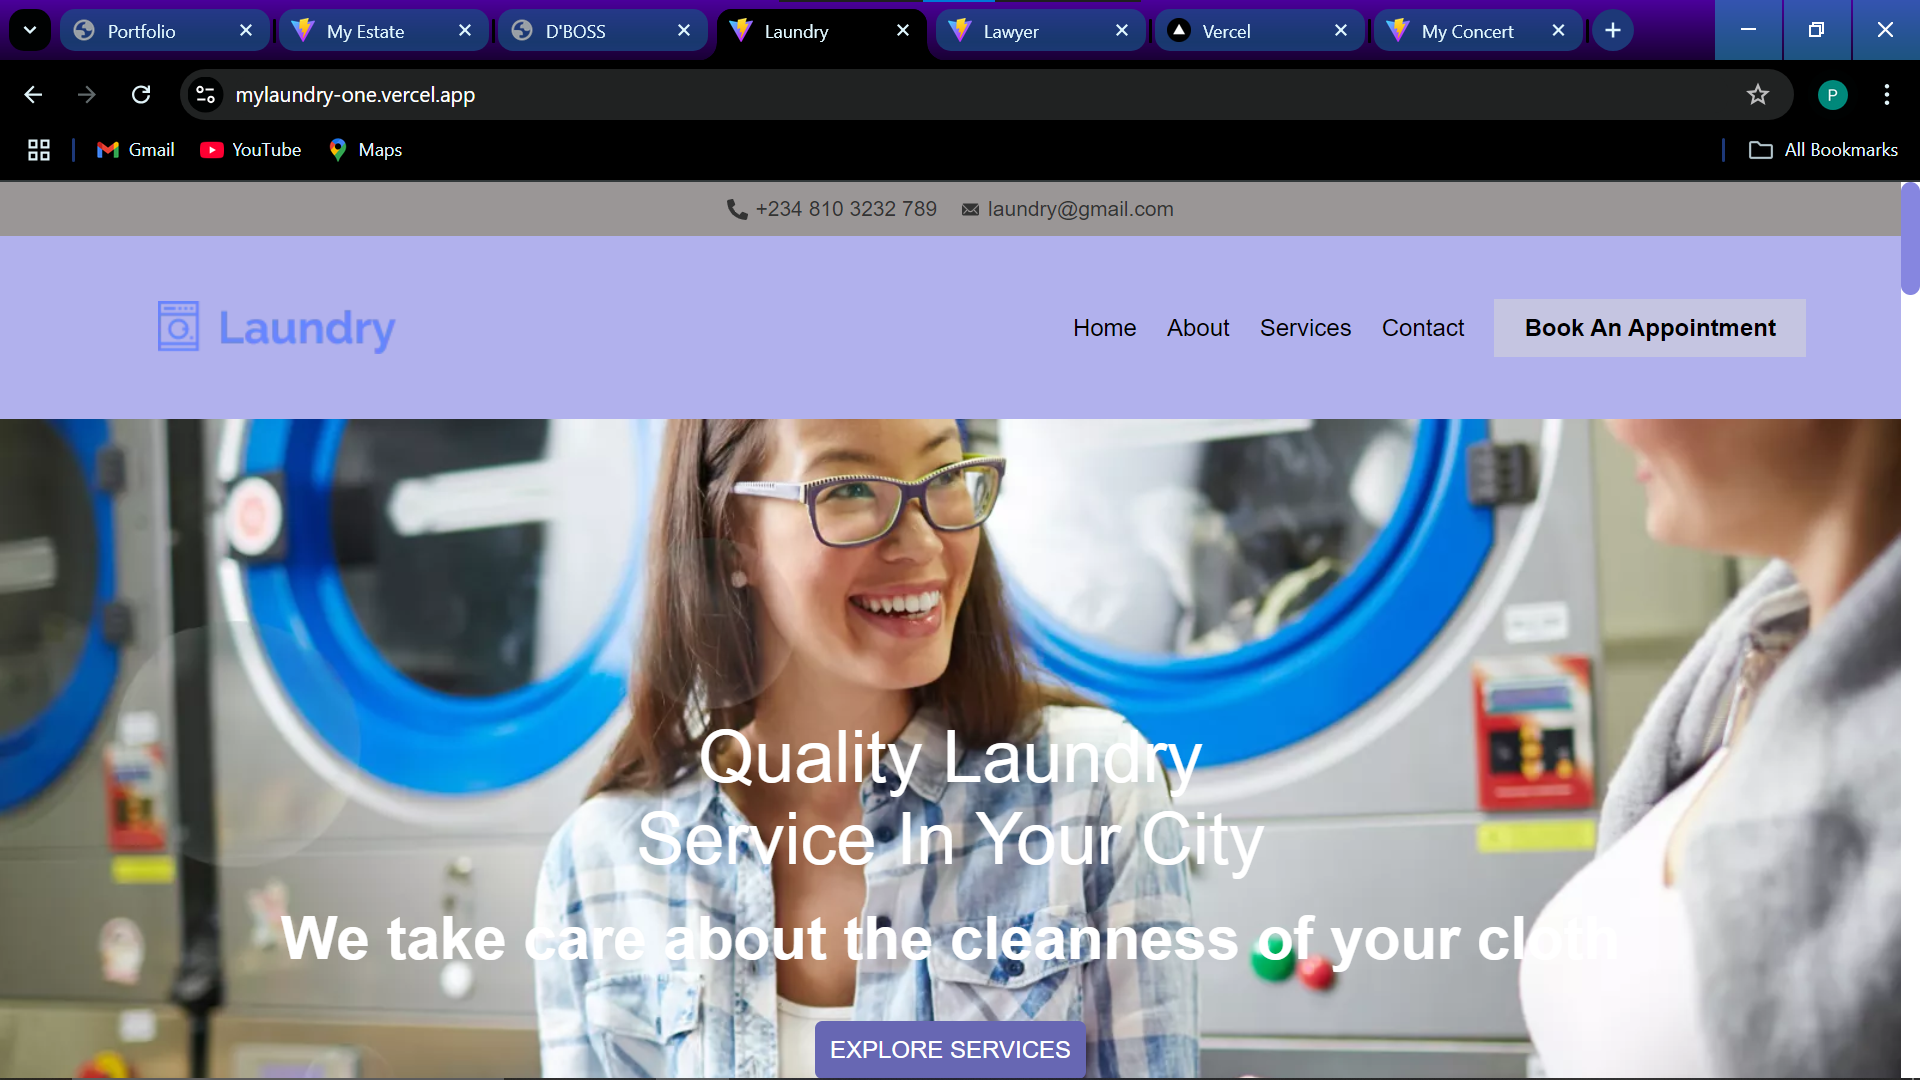 Portfolio
My Estate
D'BOSS
Laundry
Lawyer
Vercel
My Concert
mylaundry-one.vercel.app
P
Gmail
YouTube
Maps
All Bookmarks
+234 810 3232 789
laundry@gmail.com
Laundry
Home
About
Services
Contact
Book An Appointment
Quality Laundry
Service In Your City
We take care about the cleanness of your cloth
EXPLORE SERVICES